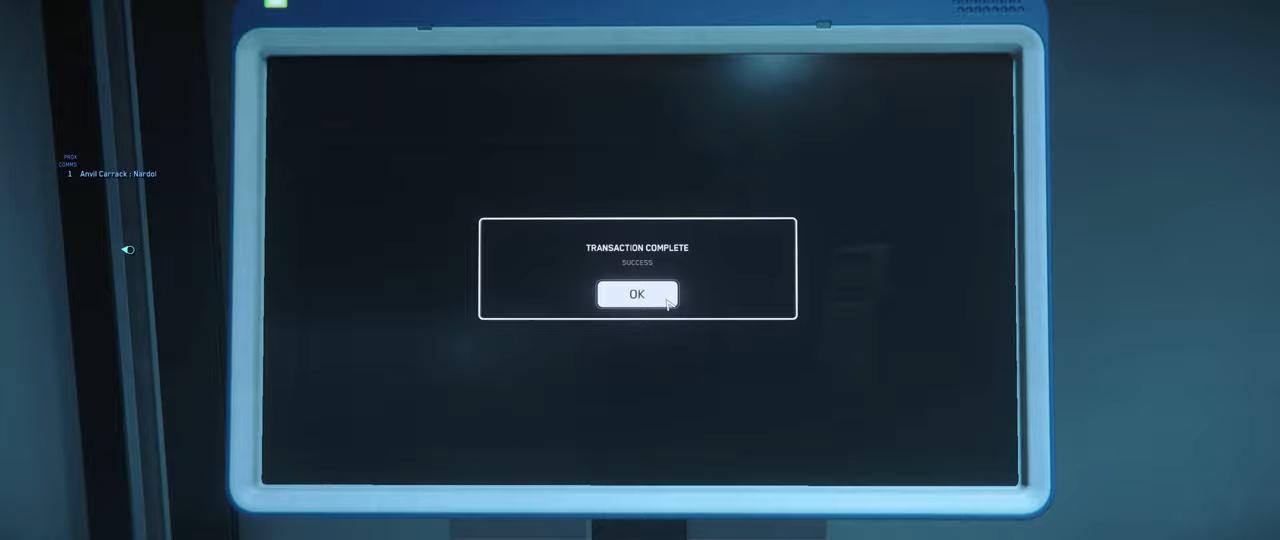 PROX
COMMS
1 Anvil Carrack : Nardol
TRANSACTION COMPLETE
SUCCESS
OK